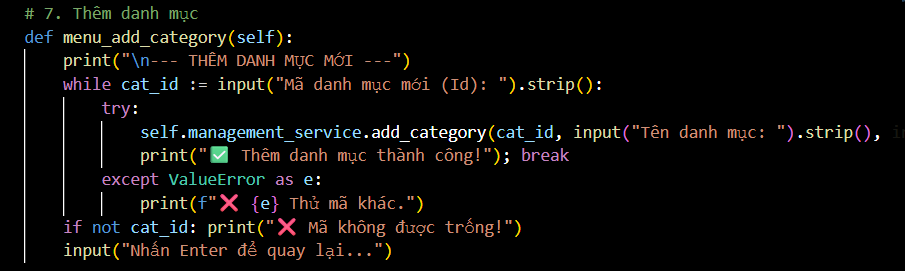 # 7. Thêm danh mục
def menu_add_category(self):
    print("\n--- THÊM DANH MỤC MỚI ---")
    while cat_id := input("Mã danh mục mới (Id): ").strip():
        try:
            self.management_service.add_category(cat_id, input("Tên danh mục: ").strip(), i
            print("✅ Thêm danh mục thành công!"); break
        except ValueError as e:
            print(f"❌ {e} Thử mã khác.")
    if not cat_id: print("❌ Mã không được trống!")
    input("Nhấn Enter để quay lại...")